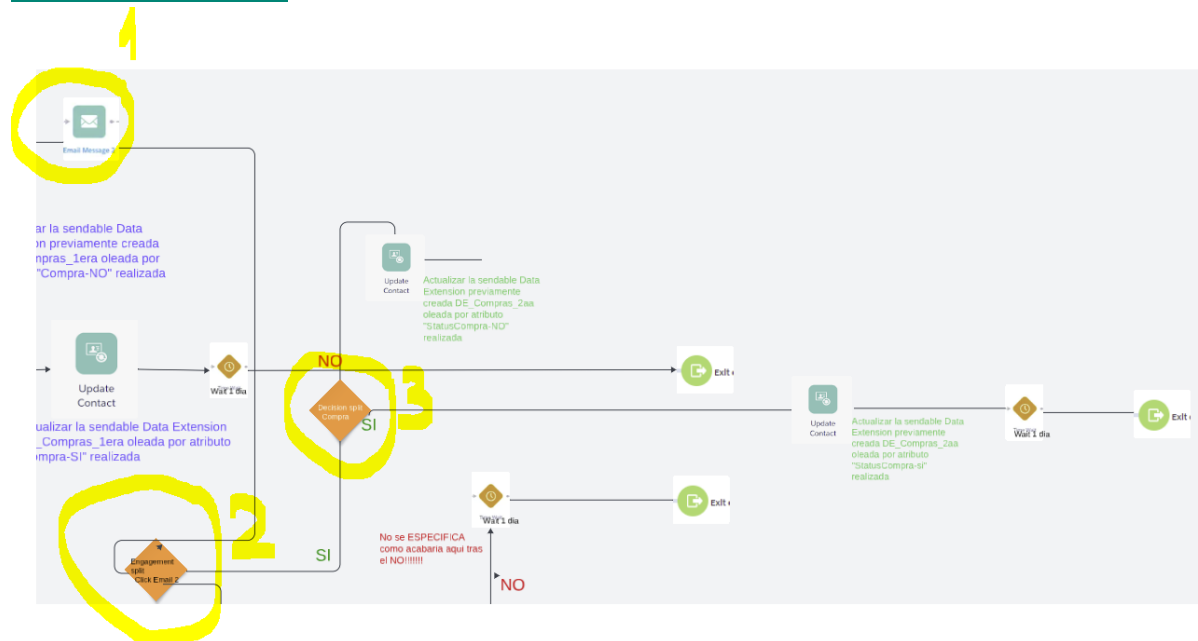 1
Email Message 2
ar la sendable Data
on previamente creada
mpras_1era oleada por
"Compra-NO" realizada
Update
Contact
Actualizar la sendable Data
Extension previamente
creada DE_Compras_2aa
oleada por atributo
"StatusCompra-NO"
realizada
NO
3
Exit
Update
Contact
Wait 1 dia
Decision split
Compra
SI
Update
Contact
Actualizar la sendable Data
Extension previamente
creada DE_Compras_2aa
oleada por atributo
"StatusCompra-si"
realizada
Wait 1 dia
Exit
ualizar la sendable Data Extension
_Compras_1era oleada por atributo
ompra-SI" realizada
2
Wait 1 dia
Exit
No se ESPECIFICA
como acabaria aqui tras
el NO!!!!!!!
SI
Engagement
split
Click Email 2
NO